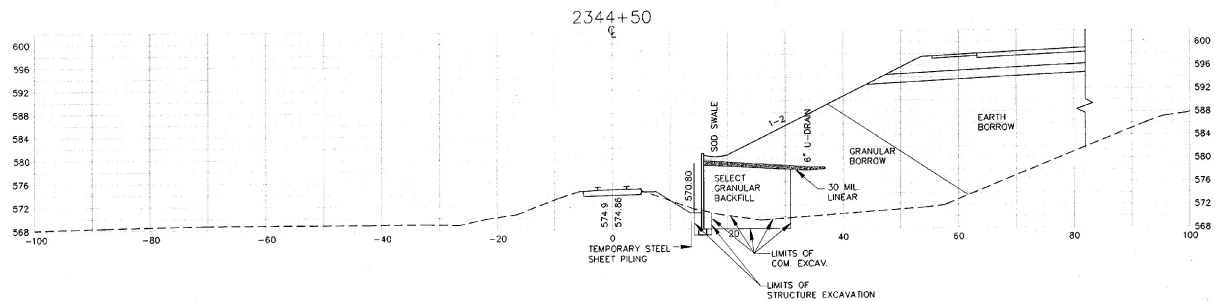 2344+50
℄
600
596
592
588
584
580
576
572
568
600
596
592
588
584
580
576
572
568
1-2
SOD SWALE
6" U-DRAIN
EARTH
BORROW
GRANULAR
BORROW
SELECT
GRANULAR
BACKFILL
30 MIL.
LINEAR
570.80
574.9
574.86
-100
-80
-60
-40
-20
0
20
40
60
80
100
TEMPORARY STEEL
SHEET PILING
LIMITS OF
COM. EXCAV.
LIMITS OF
STRUCTURE EXCAVATION